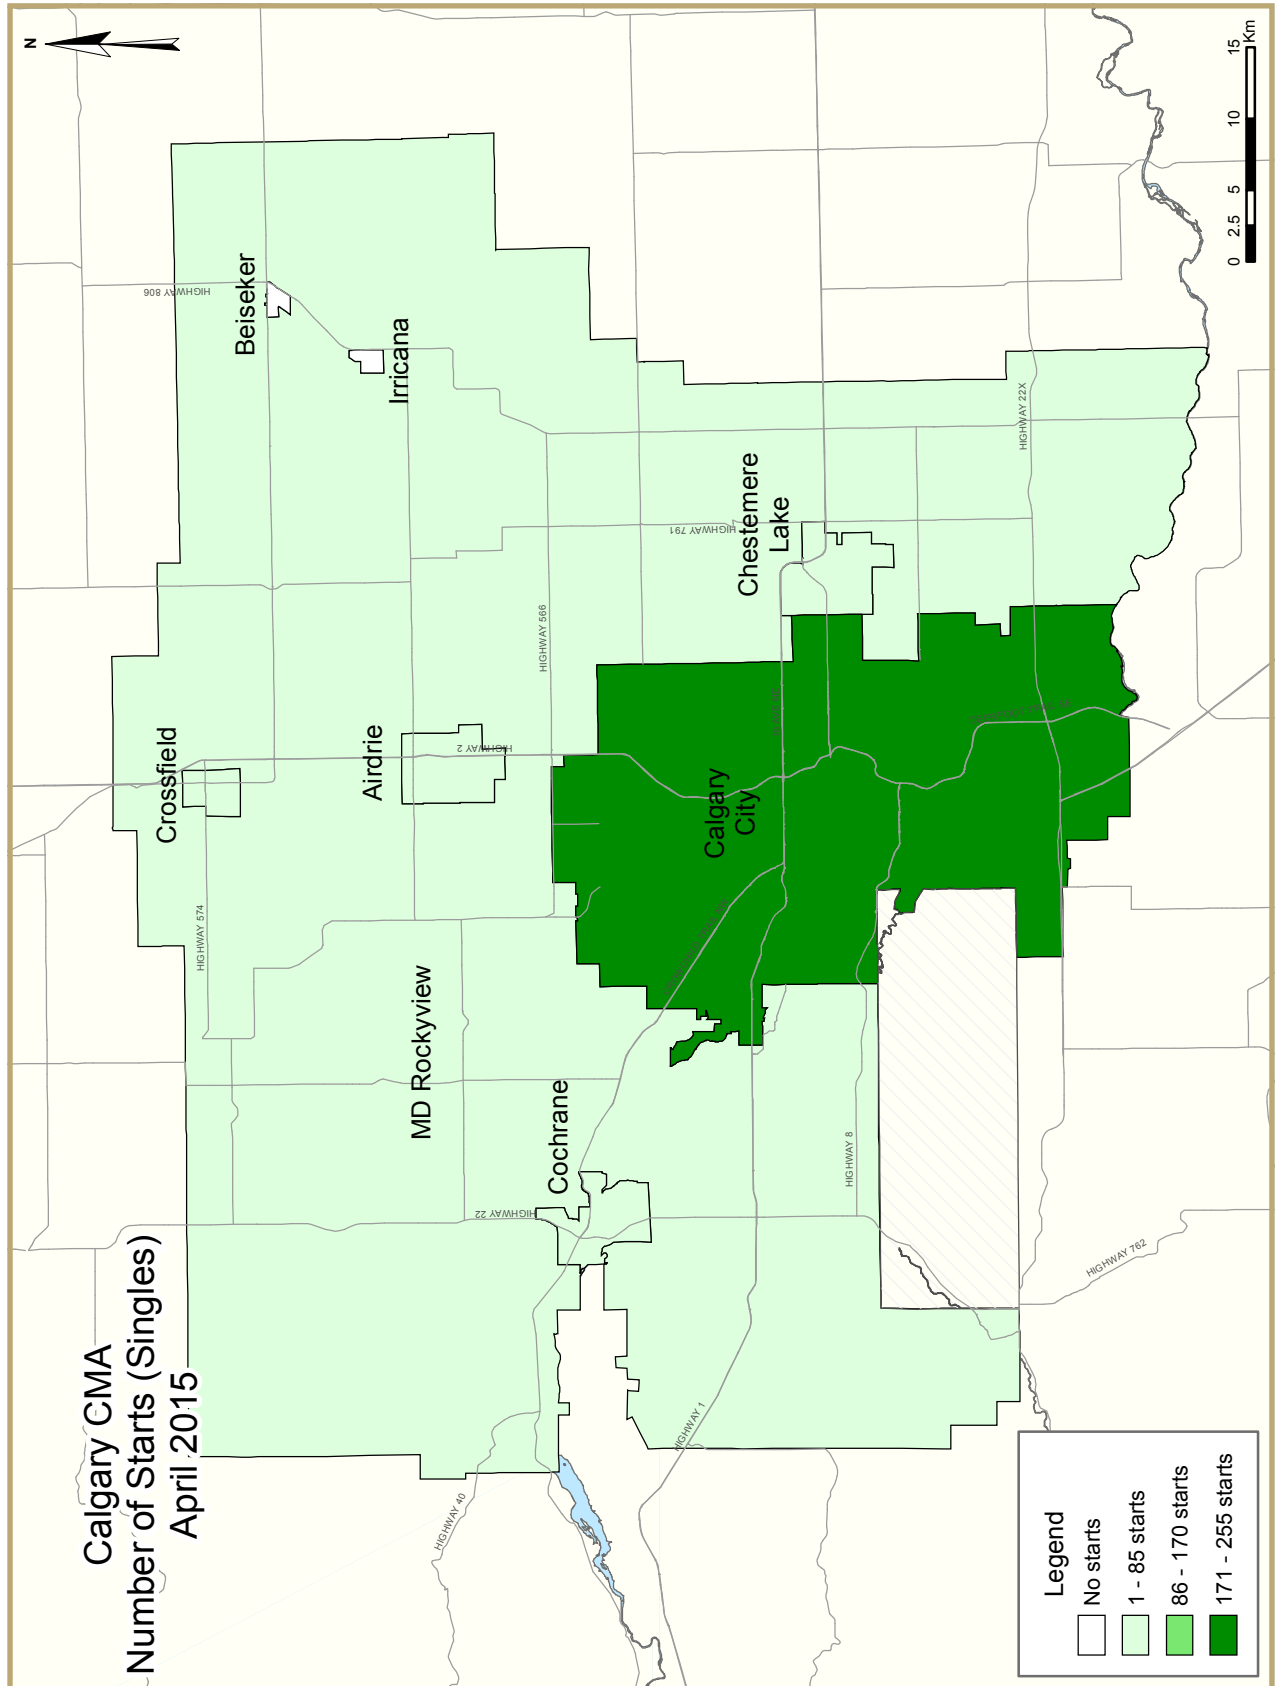 Calgary CMA
Number of Starts (Singles)
April 2015
N
Beiseker
Irricana
Crossfield
Airdrie
MD Rockyview
Cochrane
Calgary
City
Chestemere
Lake
HIGHWAY 806
HIGHWAY 574
HIGHWAY 2
HIGHWAY 566
HIGHWAY 791
HIGHWAY 22X
HIGHWAY 22
HIGHWAY 8
HIGHWAY 1
HIGHWAY 40
HIGHWAY 762
Legend
No starts
1 - 85 starts
86 - 170 starts
171 - 255 starts
0 2.5 5 10 15
Km